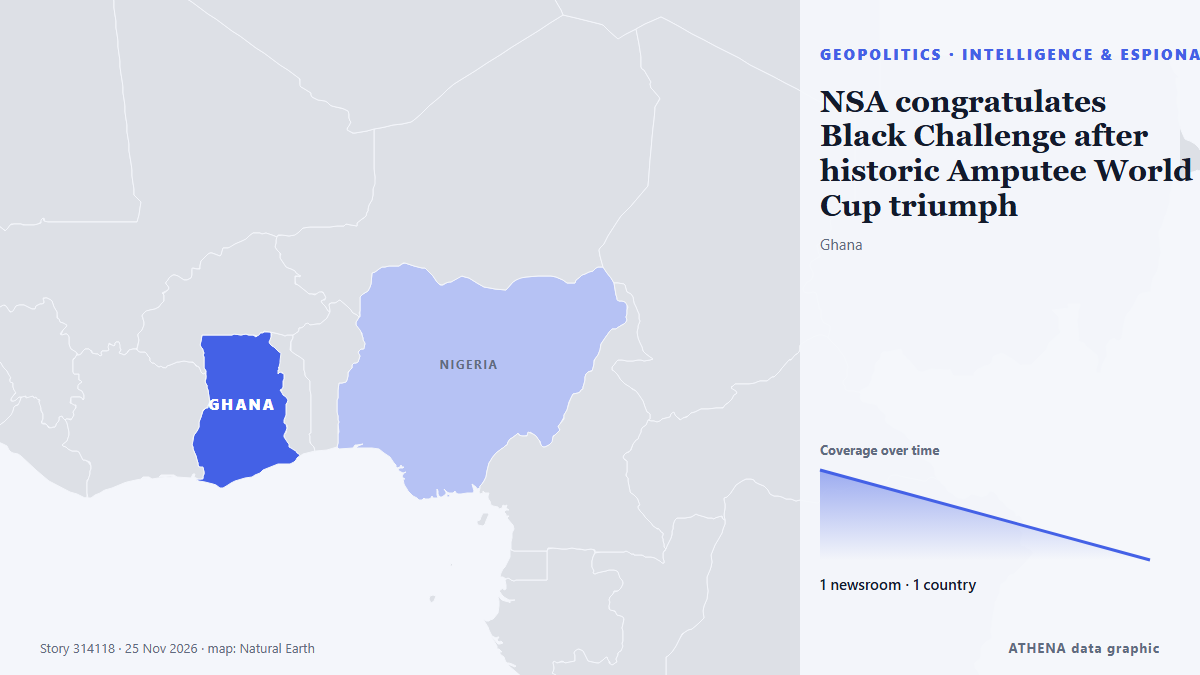 GEOPOLITICS · INTELLIGENCE & ESPIONA
NSA congratulates
Black Challenge after
historic Amputee World
Cup triumph
Ghana
NIGERIA
GHANA
Coverage over time
1 newsroom · 1 country
Story 314118 · 25 Nov 2026 · map: Natural Earth
ATHENA data graphic